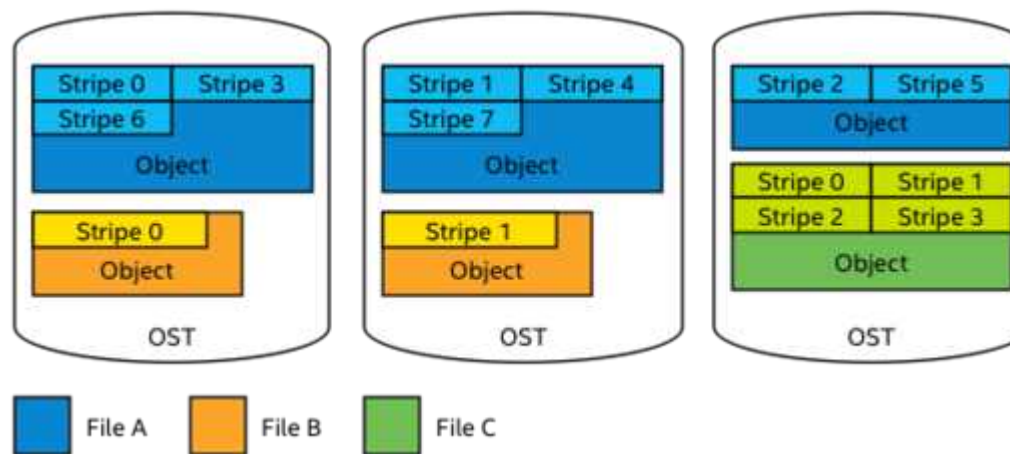 Stripe 0 Stripe 3
Stripe 6
Object
Stripe 0
Object
OST
Stripe 1 Stripe 4
Stripe 7
Object
Stripe 1
Object
OST
Stripe 2 Stripe 5
Object
Stripe 0 Stripe 1
Stripe 2 Stripe 3
Object
OST
File A File B File C